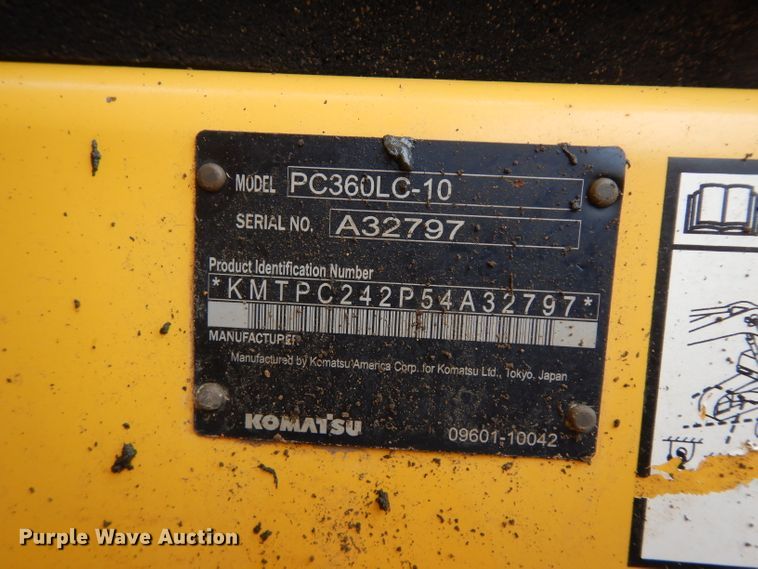 MODEL PC360LC-10
SERIAL NO. A32797
Product Identification Number
*KMTPC242P54A32797*
MANUFACTURER
Manufactured by Komatsu America Corp. for Komatsu Ltd., Tokyo, Japan
KOMATSU 09601-10042
Purple Wave Auction®